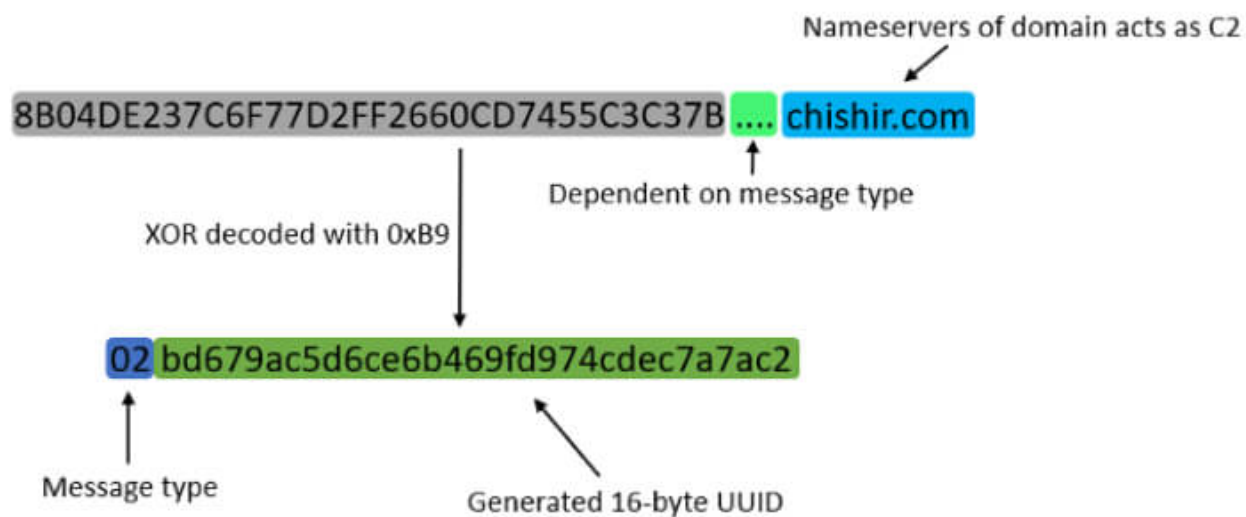 Nameservers of domain acts as C2
8B04DE237C6F77D2FF2660CD7455C3C37B .... chishir.com
Dependent on message type
XOR decoded with 0xB9
02 bd679ac5d6ce6b469fd974cdec7a7ac2
Message type
Generated 16-byte UUID